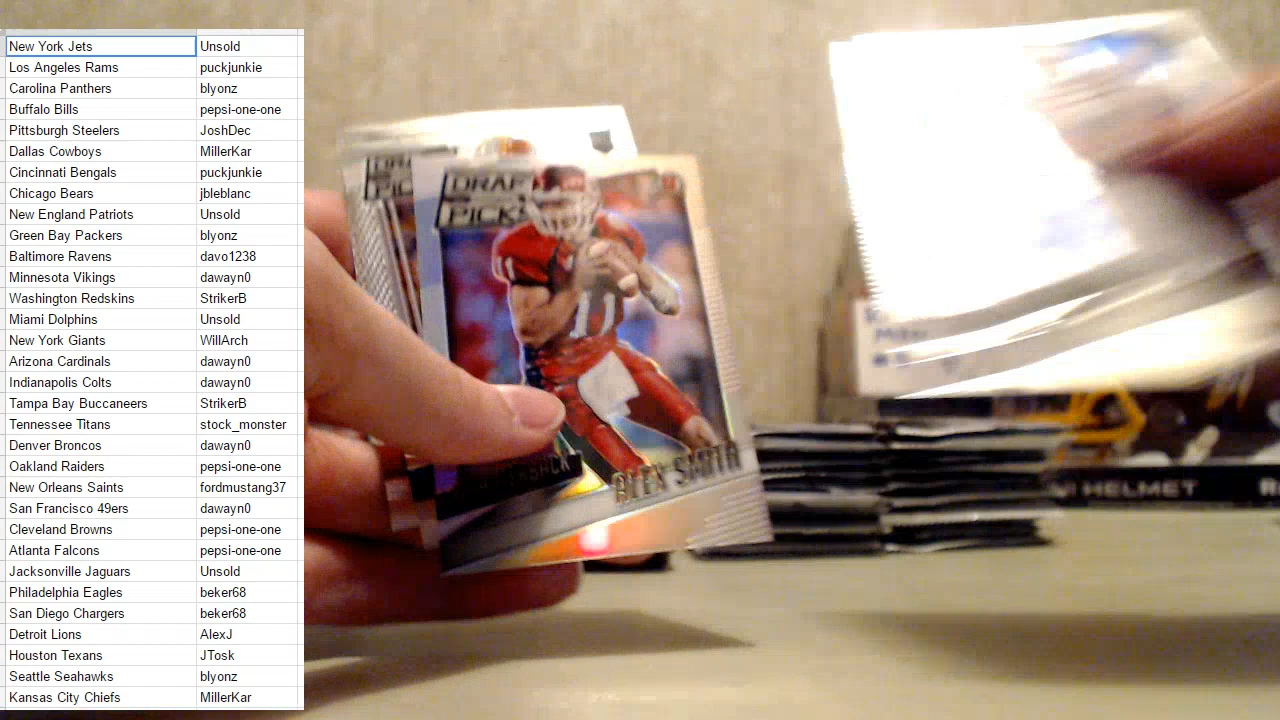 New York Jets Unsold
Los Angeles Rams puckjunkie
Carolina Panthers blyonz
Buffalo Bills pepsi-one-one
Pittsburgh Steelers JoshDec
Dallas Cowboys MillerKar
Cincinnati Bengals puckjunkie
Chicago Bears jbleblanc
New England Patriots Unsold
Green Bay Packers blyonz
Baltimore Ravens davo1238
Minnesota Vikings dawayn0
Washington Redskins StrikerB
Miami Dolphins Unsold
New York Giants WillArch
Arizona Cardinals dawayn0
Indianapolis Colts dawayn0
Tampa Bay Buccaneers StrikerB
Tennessee Titans stock_monster
Denver Broncos dawayn0
Oakland Raiders pepsi-one-one
New Orleans Saints fordmustang37
San Francisco 49ers dawayn0
Cleveland Browns pepsi-one-one
Atlanta Falcons pepsi-one-one
Jacksonville Jaguars Unsold
Philadelphia Eagles beker68
San Diego Chargers beker68
Detroit Lions AlexJ
Houston Texans JTosk
Seattle Seahawks blyonz
Kansas City Chiefs MillerKar
DRAF
PICKS
11
11
ALEX SMITH
DRA
PIC
HELMET